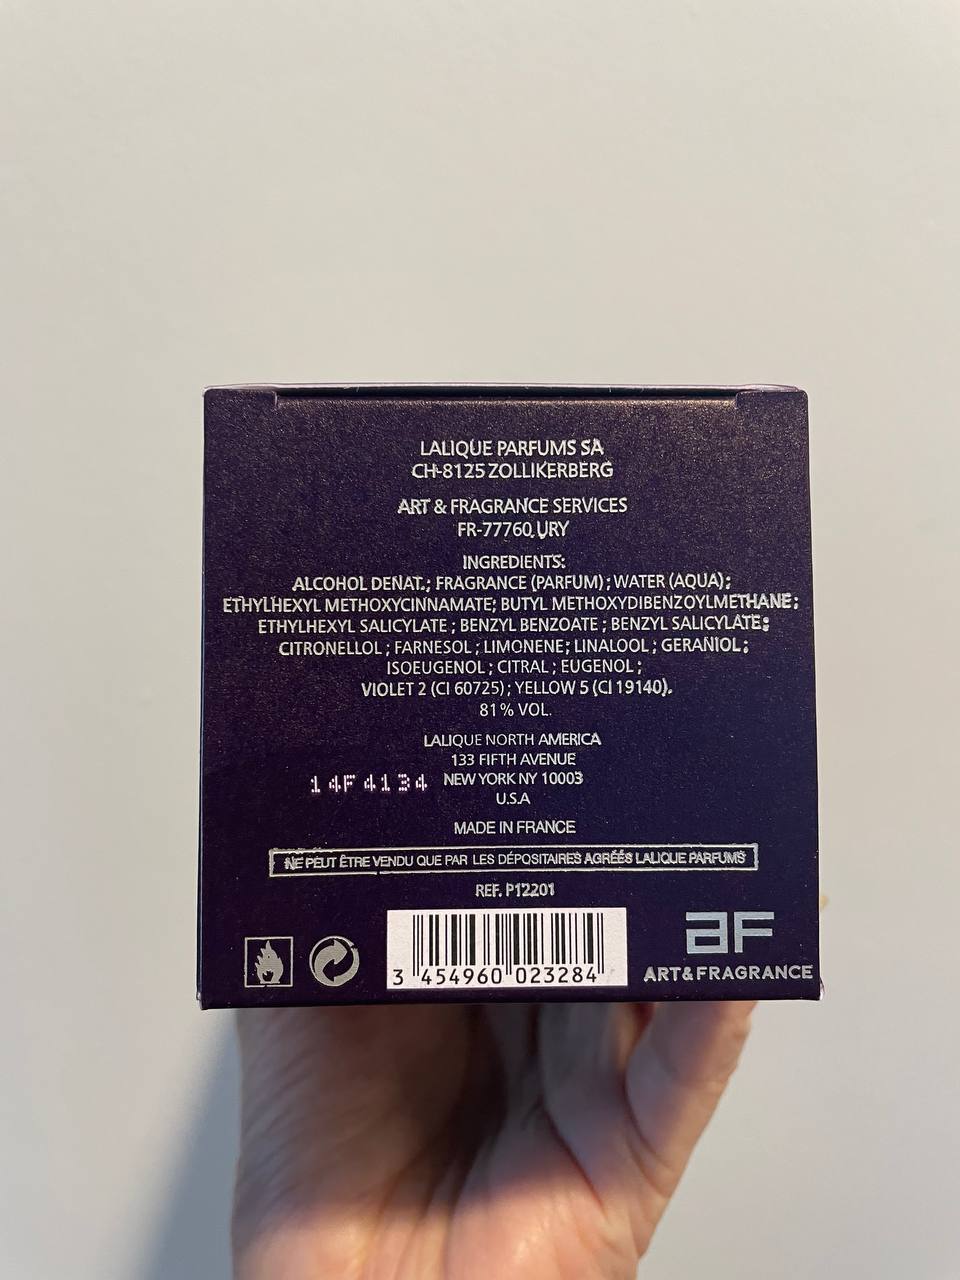 LALIQUE PARFUMS SA
CH-8125 ZOLLIKERBERG
ART & FRAGRANCE SERVICES
FR-77760 URY
INGREDIENTS:
ALCOHOL DENAT.; FRAGRANCE (PARFUM) ; WATER (AQUA) ;
ETHYLHEXYL METHOXYCINNAMATE; BUTYL METHOXYDIBENZOYLMETHANE ;
ETHYLHEXYL SALICYLATE ; BENZYL BENZOATE ; BENZYL SALICYLATE ;
CITRONELLOL ; FARNESOL ; LIMONENE ; LINALOOL ; GERANIOL ;
ISOEUGENOL ; CITRAL ; EUGENOL ;
VIOLET 2 (CI 60725) ; YELLOW 5 (CI 19140).
81% VOL.
LALIQUE NORTH AMERICA
133 FIFTH AVENUE
NEW YORK NY 10003
U.S.A
14F4134
MADE IN FRANCE
NE PEUT ÊTRE VENDU QUE PAR LES DÉPOSITAIRES AGRÉÉS LALIQUE PARFUMS
REF. P12201
3 454960 023284
aF
ART&FRAGRANCE